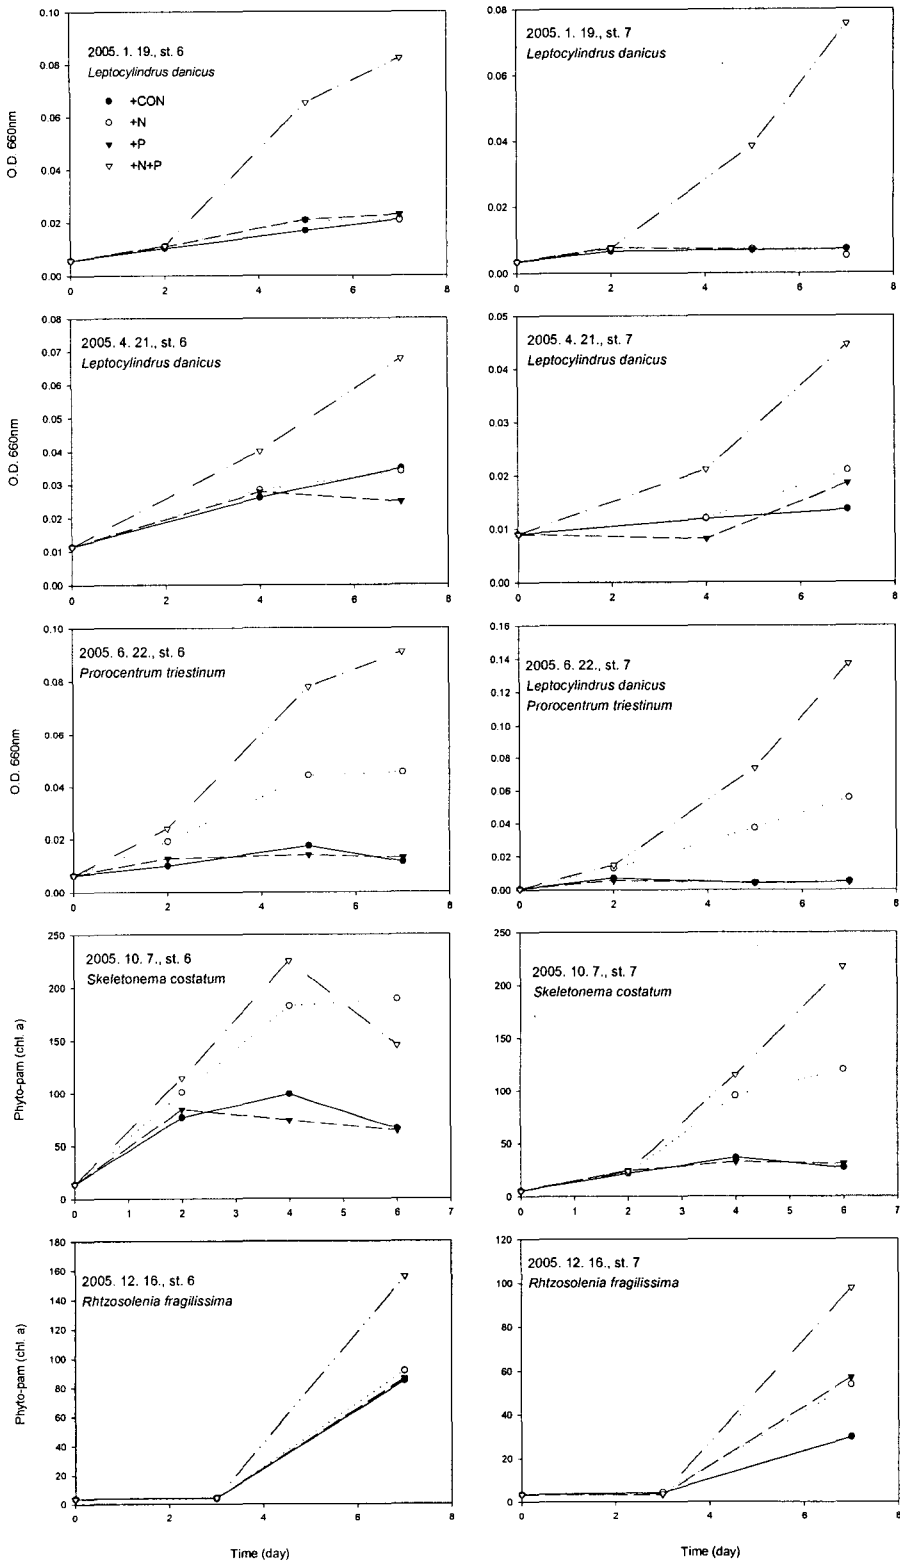 2005. 1. 19., st. 6
Leptocylindrus danicus
+CON
+N
+P
+N+P
O.D. 660nm
0.10
0.08
0.06
0.04
0.02
0.00
0 2 4 6 8
2005. 1. 19., st. 7
Leptocylindrus danicus
0.08
0.06
0.04
0.02
0.00
0 2 4 6 8
2005. 4. 21., st. 6
Leptocylindrus danicus
O.D. 660nm
0.08
0.07
0.06
0.05
0.04
0.03
0.02
0.01
0.00
0 2 4 6 8
2005. 4. 21., st. 7
Leptocylindrus danicus
0.05
0.04
0.03
0.02
0.01
0.00
0 2 4 6 8
2005. 6. 22., st. 6
Prorocentrum triestinum
O.D. 660nm
0.10
0.08
0.06
0.04
0.02
0.00
0 2 4 6 8
2005. 6. 22., st. 7
Leptocylindrus danicus
Prorocentrum triestinum
0.16
0.14
0.12
0.10
0.08
0.06
0.04
0.02
0.00
0 2 4 6 8
2005. 10. 7., st. 6
Skeletonema costatum
Phyto-pam (chl. a)
250
200
150
100
50
0
0 1 2 3 4 5 6 7
2005. 10. 7., st. 7
Skeletonema costatum
250
200
150
100
50
0
0 1 2 3 4 5 6 7
2005. 12. 16., st. 6
Rhtzosolenia fragilissima
Phyto-pam (chl. a)
180
160
140
120
100
80
60
40
20
0
0 2 4 6 8
Time (day)
2005. 12. 16., st. 7
Rhtzosolenia fragilissima
120
100
80
60
40
20
0
0 2 4 6 8
Time (day)